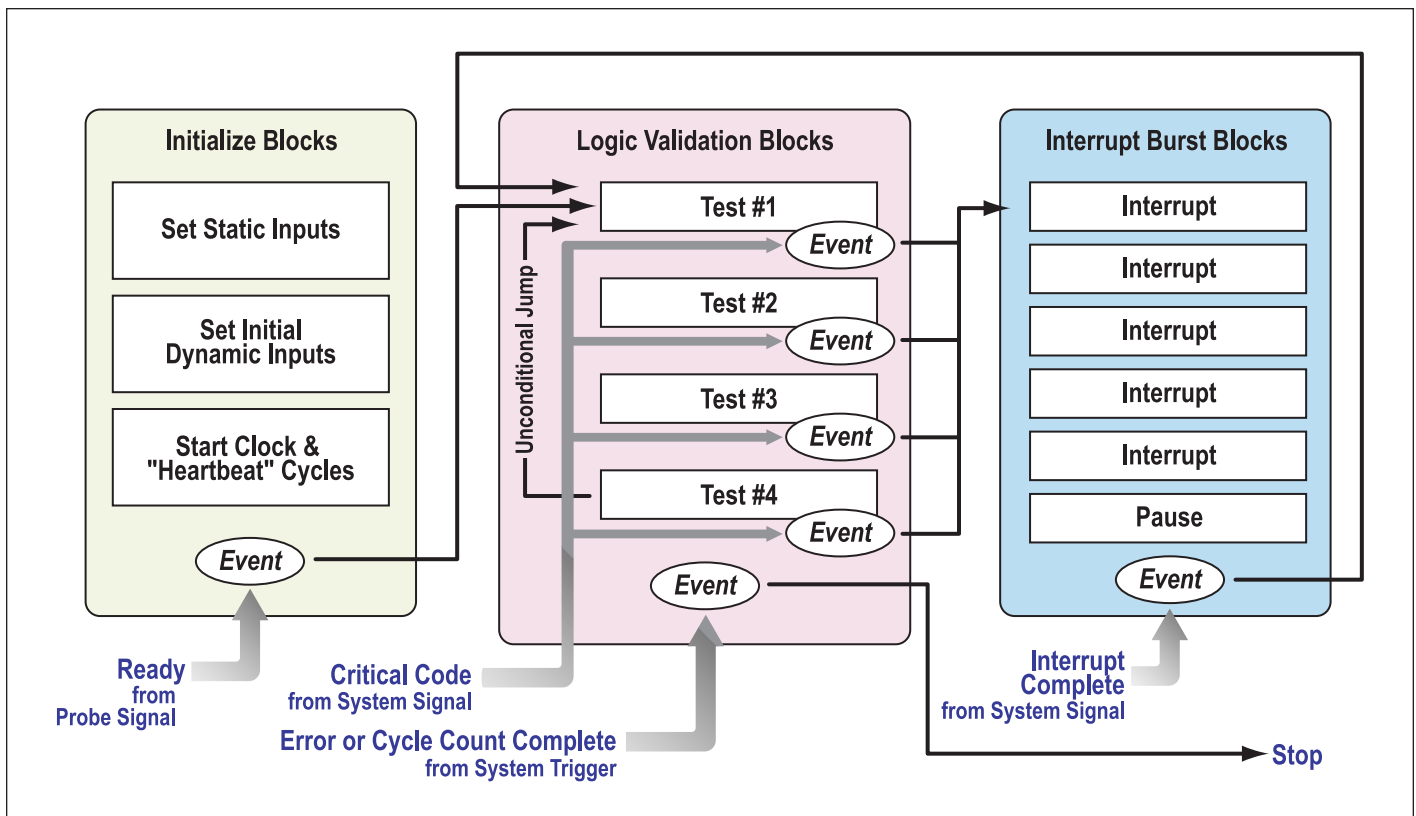 Initialize Blocks
Set Static Inputs
Set Initial
Dynamic Inputs
Start Clock &
"Heartbeat" Cycles
Event
Ready
from
Probe Signal
Logic Validation Blocks
Test #1
Event
Test #2
Event
Test #3
Event
Test #4
Event
Event
Unconditional Jump
Critical Code
from System Signal
Error or Cycle Count Complete
from System Trigger
Interrupt Burst Blocks
Interrupt
Interrupt
Interrupt
Interrupt
Interrupt
Pause
Event
Interrupt
Complete
from System Signal
Stop